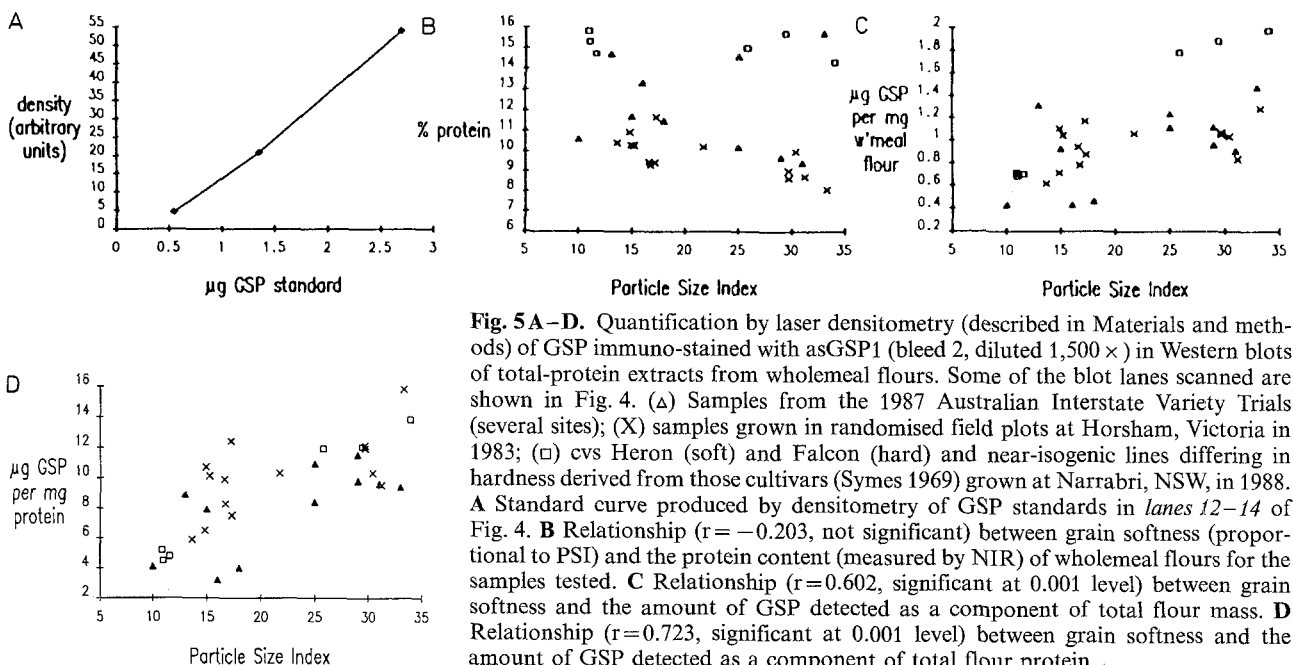 A
55
50
45
40
35
30
25
20
15
10
5
0
density
(arbitrary
units)
0 0.5 1 1.5 2 2.5 3
µg GSP standard
B
16
15
14
13
12
11
10
9
8
7
6
% protein
5 10 15 20 25 30 35
Particle Size Index
C
2
1.8
1.6
1.4
1.2
1
0.8
0.6
0.4
0.2
µg GSP
per mg
w'meal
flour
5 10 15 20 25 30 35
Particle Size Index
D
16
14
12
10
8
6
4
2
µg GSP
per mg
protein
5 10 15 20 25 30 35
Particle Size Index
Fig. 5 A–D. Quantification by laser densitometry (described in Materials and meth-
ods) of GSP immuno-stained with asGSP1 (bleed 2, diluted 1,500 ×) in Western blots
of total-protein extracts from wholemeal flours. Some of the blot lanes scanned are
shown in Fig. 4. (△) Samples from the 1987 Australian Interstate Variety Trials
(several sites); (X) samples grown in randomised field plots at Horsham, Victoria in
1983; (□) cvs Heron (soft) and Falcon (hard) and near-isogenic lines differing in
hardness derived from those cultivars (Symes 1969) grown at Narrabri, NSW, in 1988.
A Standard curve produced by densitometry of GSP standards in lanes 12–14 of
Fig. 4. B Relationship (r = −0.203, not significant) between grain softness (propor-
tional to PSI) and the protein content (measured by NIR) of wholemeal flours for the
samples tested. C Relationship (r=0.602, significant at 0.001 level) between grain
softness and the amount of GSP detected as a component of total flour mass. D
Relationship (r=0.723, significant at 0.001 level) between grain softness and the
amount of GSP detected as a component of total flour protein. .